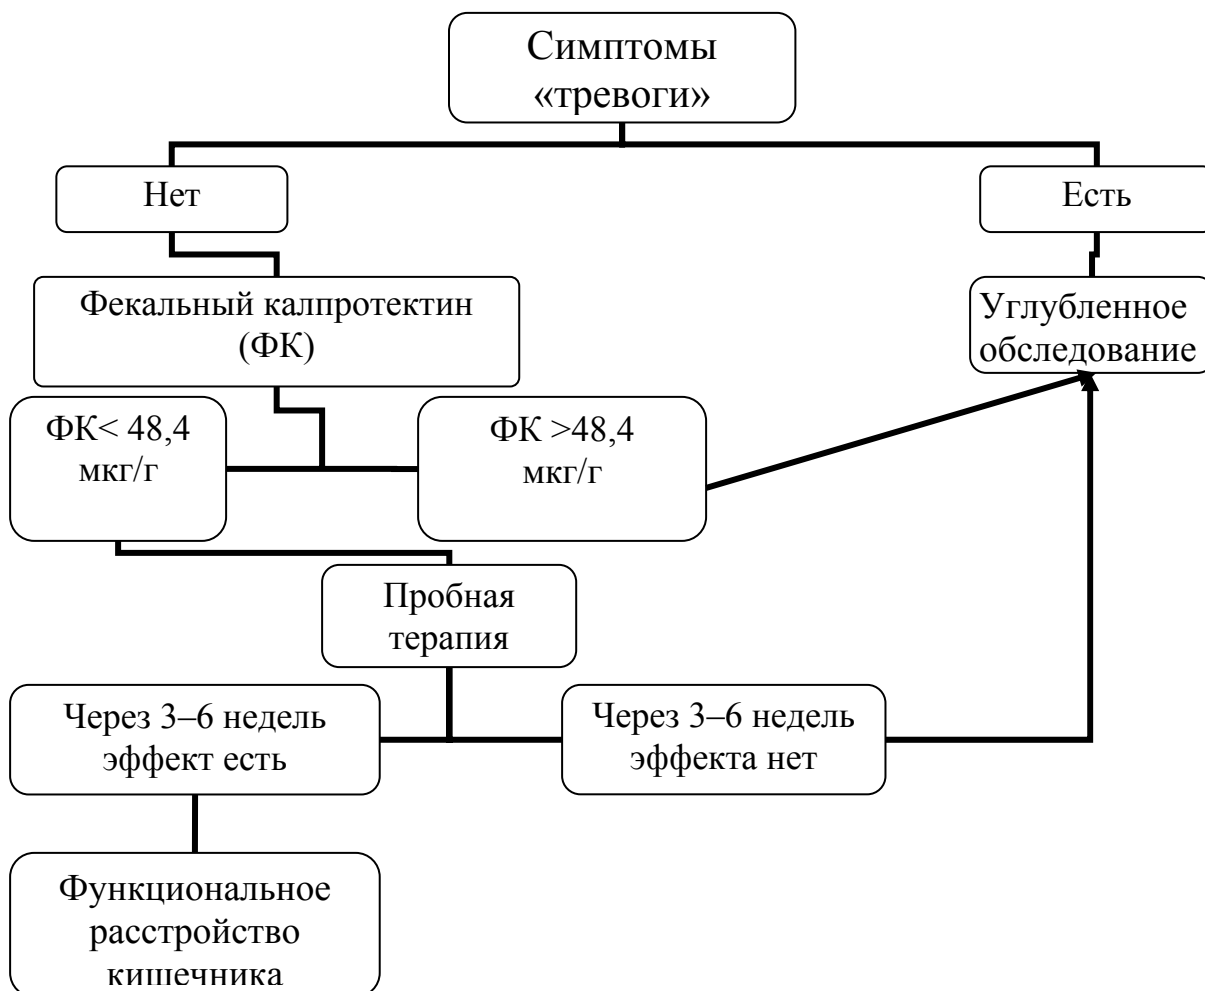 Симптомы
«тревоги»
Нет
Есть
Фекальный калпротектин
(ФК)
Углубленное
обследование
ФК< 48,4
мкг/г
ФК >48,4
мкг/г
Пробная
терапия
Через 3–6 недель
эффект есть
Через 3–6 недель
эффекта нет
Функциональное
расстройство
кишечника